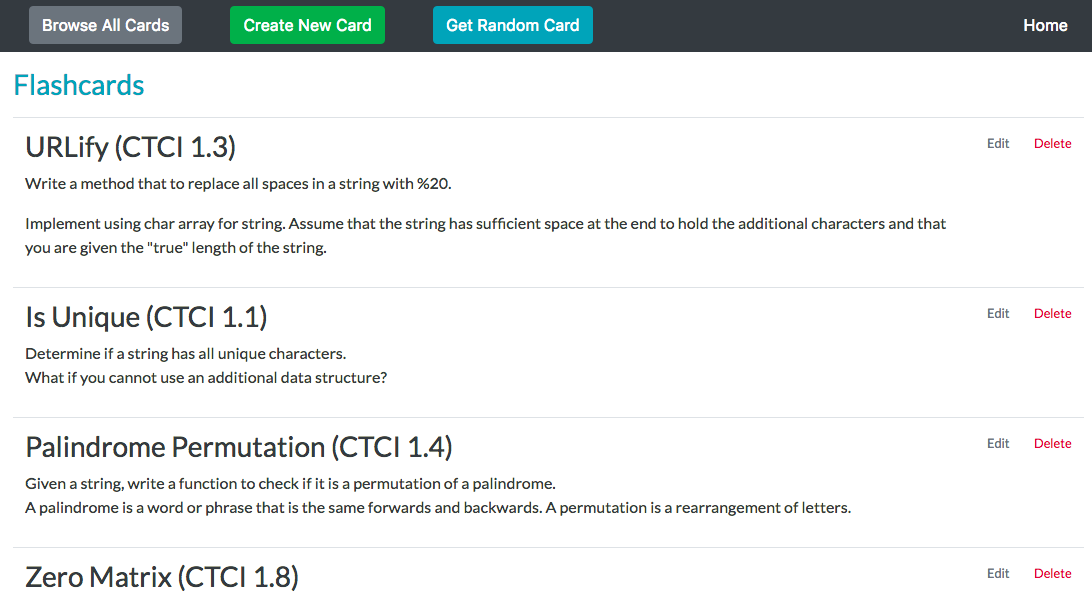 Browse All Cards Create New Card Get Random Card Home
Flashcards
URLify (CTCI 1.3) Edit Delete
Write a method that to replace all spaces in a string with %20.
Implement using char array for string. Assume that the string has sufficient space at the end to hold the additional characters and that
you are given the "true" length of the string.
Is Unique (CTCI 1.1) Edit Delete
Determine if a string has all unique characters.
What if you cannot use an additional data structure?
Palindrome Permutation (CTCI 1.4) Edit Delete
Given a string, write a function to check if it is a permutation of a palindrome.
A palindrome is a word or phrase that is the same forwards and backwards. A permutation is a rearrangement of letters.
Zero Matrix (CTCI 1.8) Edit Delete